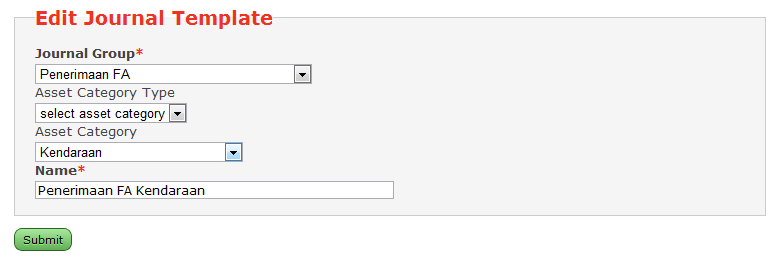 Edit Journal Template
Journal Group*
Penerimaan FA
Asset Category Type
select asset category
Asset Category
Kendaraan
Name*
Penerimaan FA Kendaraan
Submit